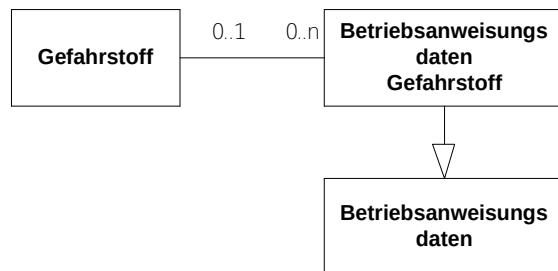 Gefahrstoff
0..1
0..n
Betriebsanweisungs
daten
Gefahrstoff
Betriebsanweisungs
daten